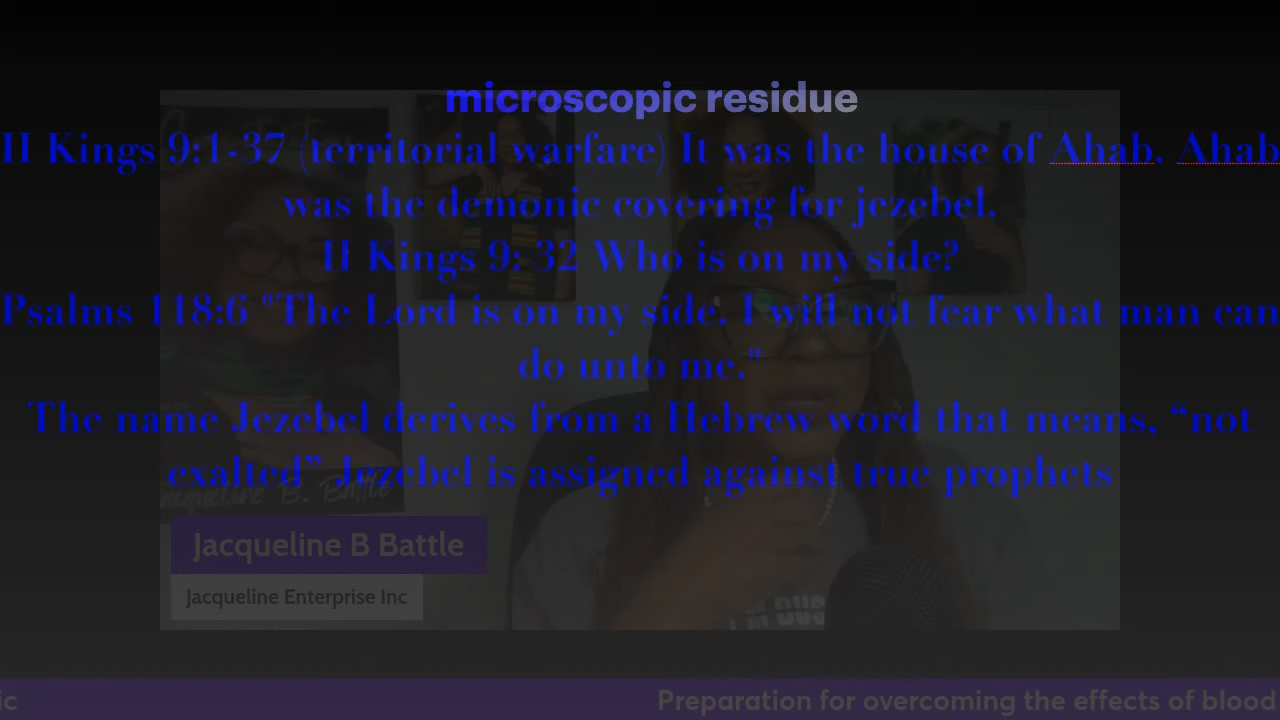 microscopic residue
II Kings 9:1-37 (territorial warfare) It was the house of Ahab. Ahab
was the demonic covering for jezebel.
II Kings 9: 32 Who is on my side?
Psalms 118:6 "The Lord is on my side. I will not fear what man can
do unto me."
The name Jezebel derives from a Hebrew word that means, “not
exalted” Jezebel is assigned against true prophets
Jacqueline B. Battle
Jacqueline B Battle
Jacqueline Enterprise Inc
I'M BUS
ic
Preparation for overcoming the effects of blood